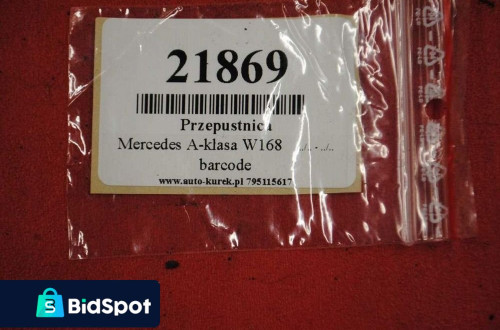 21869
Przepustnica
Mercedes A-klasa W168
barcode
www.auto-kurek.pl 795115617
BidSpot